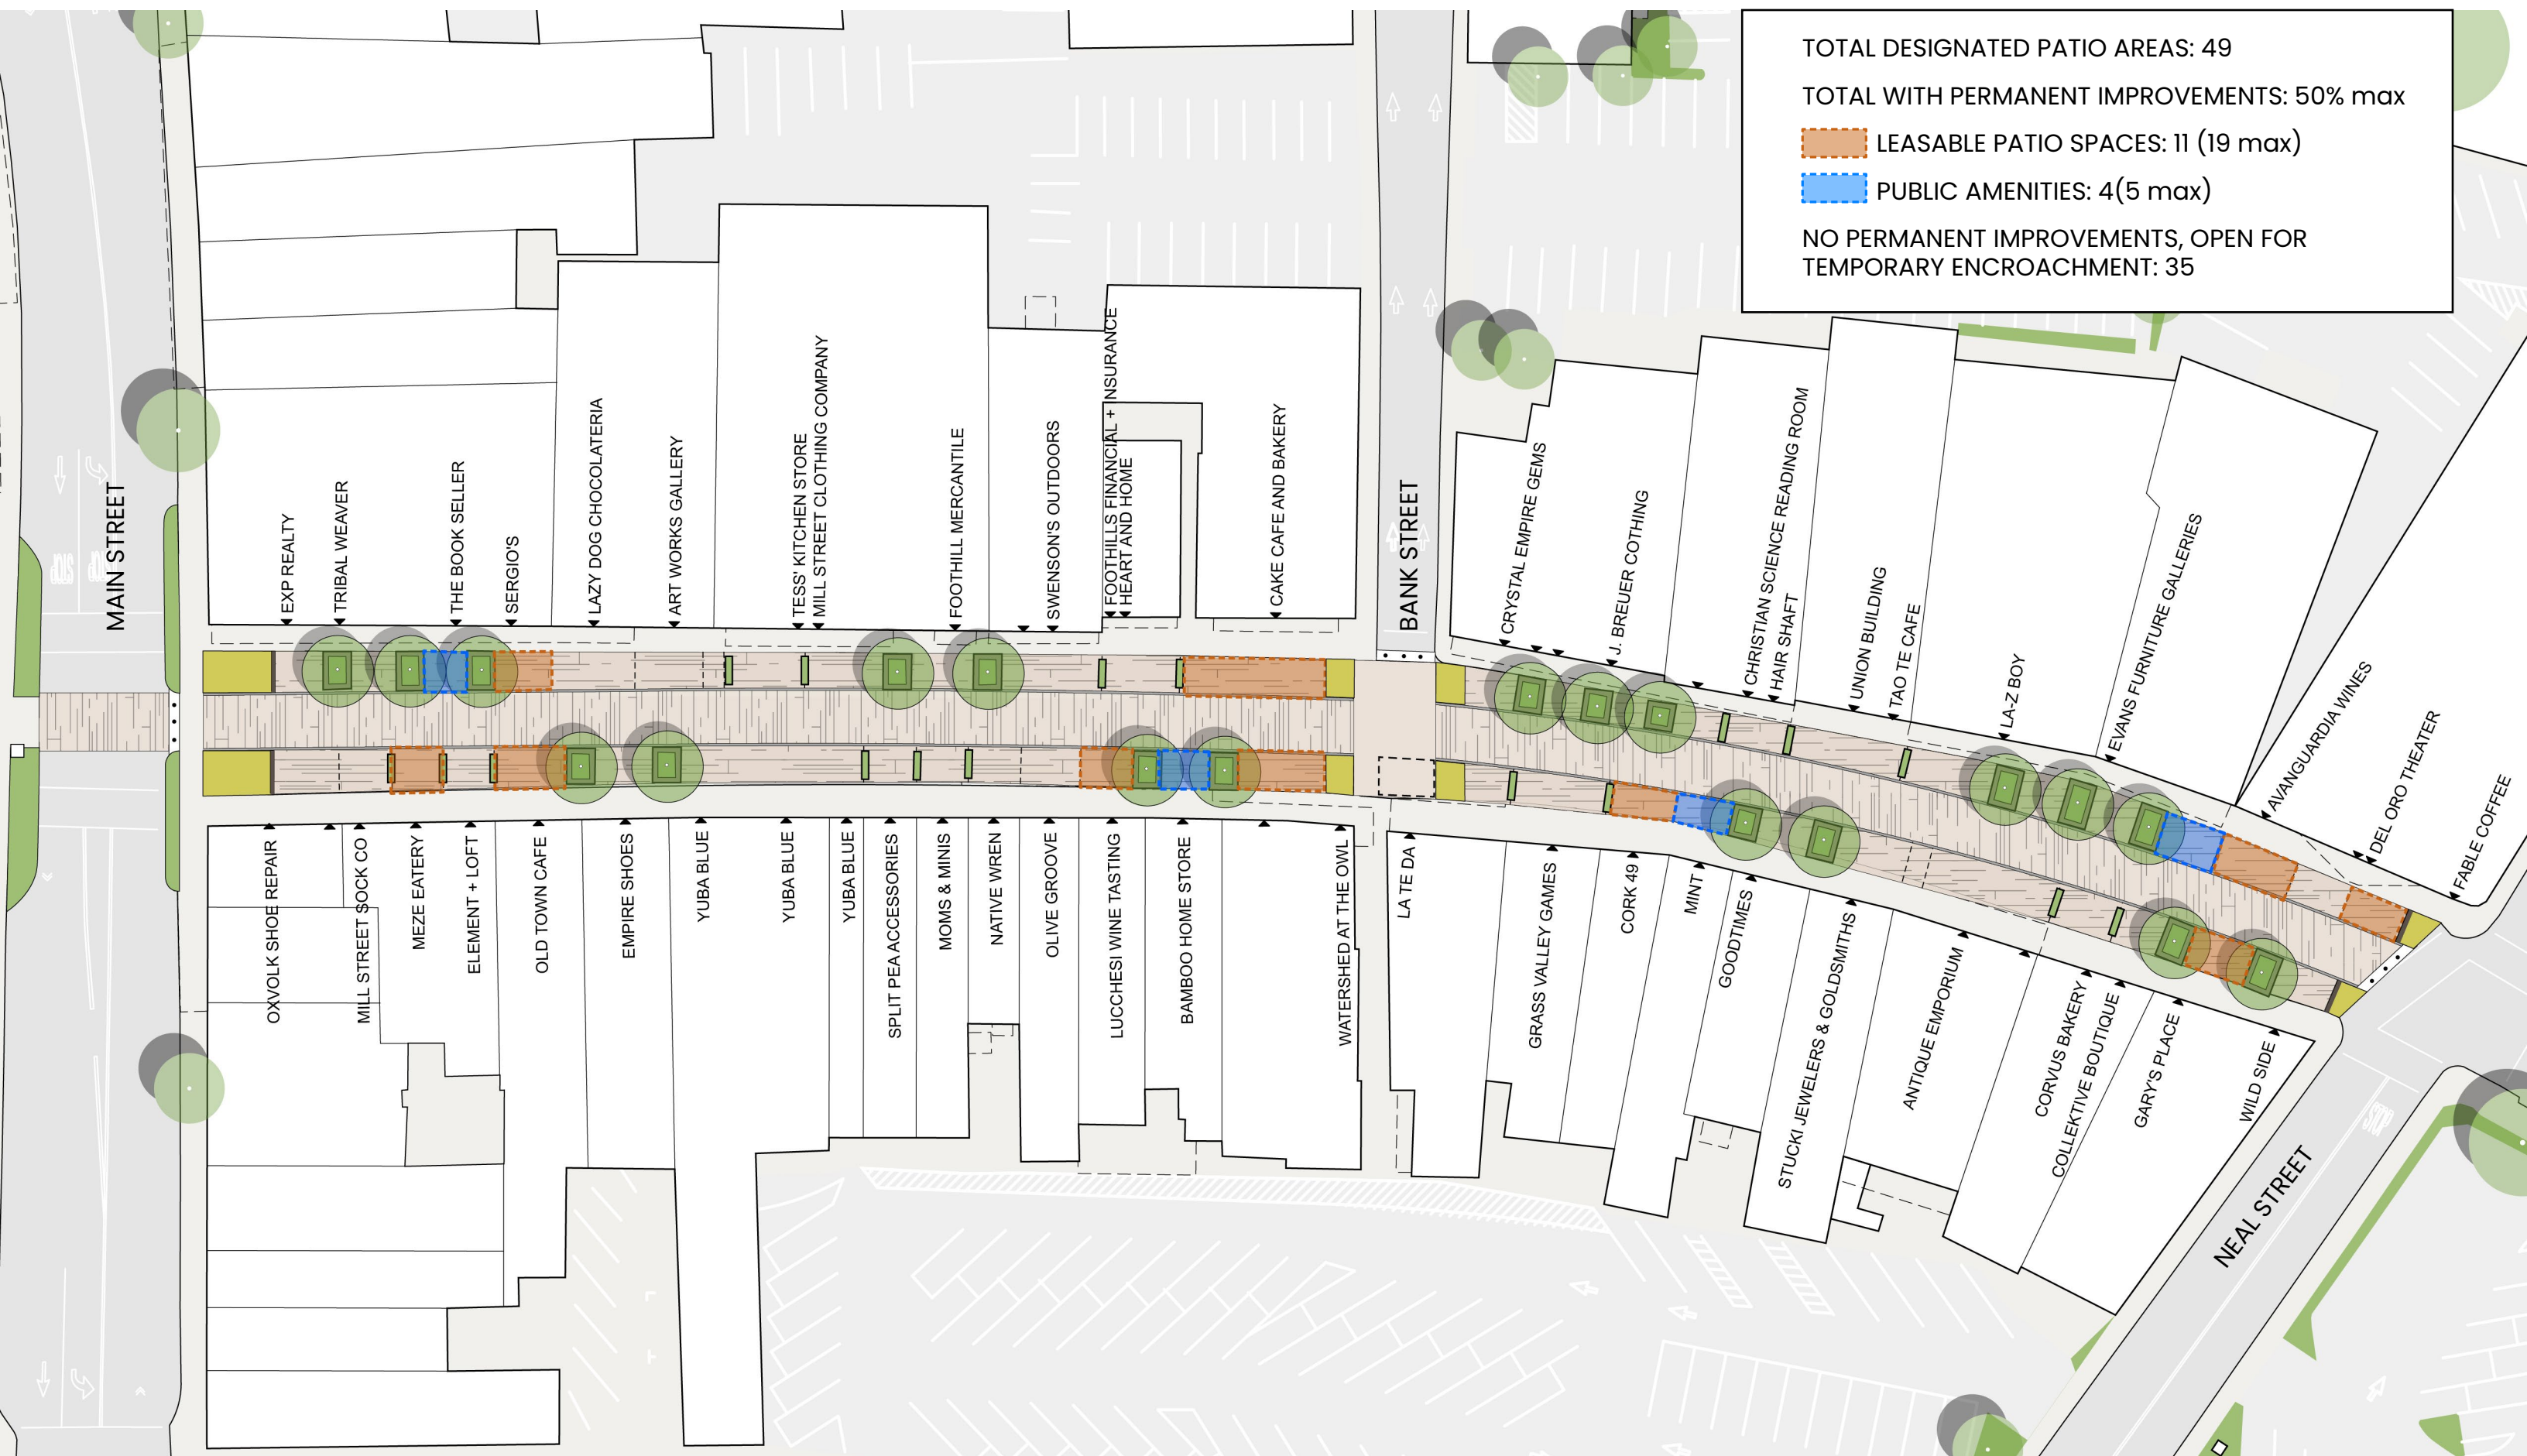 TOTAL DESIGNATED PATIO AREAS: 49
TOTAL WITH PERMANENT IMPROVEMENTS: 50% max
LEASABLE PATIO SPACES: 11 (19 max)
PUBLIC AMENITIES: 4(5 max)
NO PERMANENT IMPROVEMENTS, OPEN FOR
TEMPORARY ENCROACHMENT: 35
MAIN STREET
STOP
STOP
EXP REALTY
TRIBAL WEAVER
THE BOOK SELLER
SERGIO'S
LAZY DOG CHOCOLATERIA
ART WORKS GALLERY
TESS' KITCHEN STORE
MILL STREET CLOTHING COMPANY
FOOTHILL MERCANTILE
SWENSON'S OUTDOORS
FOOTHILLS FINANCIAL + INSURANCE
HEART AND HOME
CAKE CAFE AND BAKERY
BANK STREET
CRYSTAL EMPIRE GEMS
J. BREUER COTHING
CHRISTIAN SCIENCE READING ROOM
HAIR SHAFT
UNION BUILDING
TAO TE CAFE
LA-Z BOY
EVANS FURNITURE GALLERIES
AVANGUARDIA WINES
DEL ORO THEATER
FABLE COFFEE
OXVOLK SHOE REPAIR
MILL STREET SOCK CO
MEZE EATERY
ELEMENT + LOFT
OLD TOWN CAFE
EMPIRE SHOES
YUBA BLUE
YUBA BLUE
YUBA BLUE
SPLIT PEA ACCESSORIES
MOMS & MINIS
NATIVE WREN
OLIVE GROOVE
LUCCHESI WINE TASTING
BAMBOO HOME STORE
WATERSHED AT THE OWL
LA TE DA
GRASS VALLEY GAMES
CORK 49
MINT
GOODTIMES
STUCKI JEWELERS & GOLDSMITHS
ANTIQUE EMPORIUM
CORVUS BAKERY
COLLEKTIVE BOUTIQUE
GARY'S PLACE
WILD SIDE
NEAL STREET
STOP